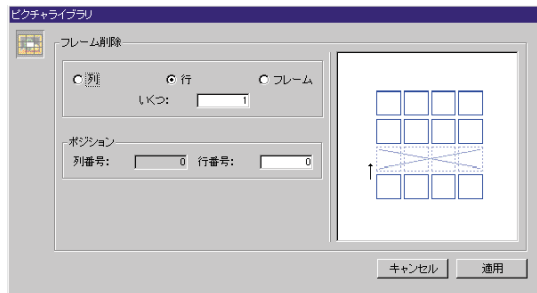 ピクチャライブラリ
フレーム削除
列 行 フレーム
いくつ: 1
ポジション
列番号: 0 行番号: 0
キャンセル 適用